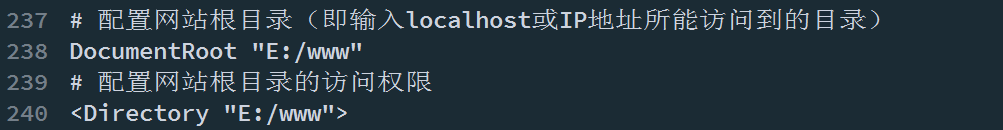 237 # 配置网站根目录（即输入localhost或IP地址所能访问到的目录）
238 DocumentRoot "E:/www"
239 # 配置网站根目录的访问权限
240 <Directory "E:/www">